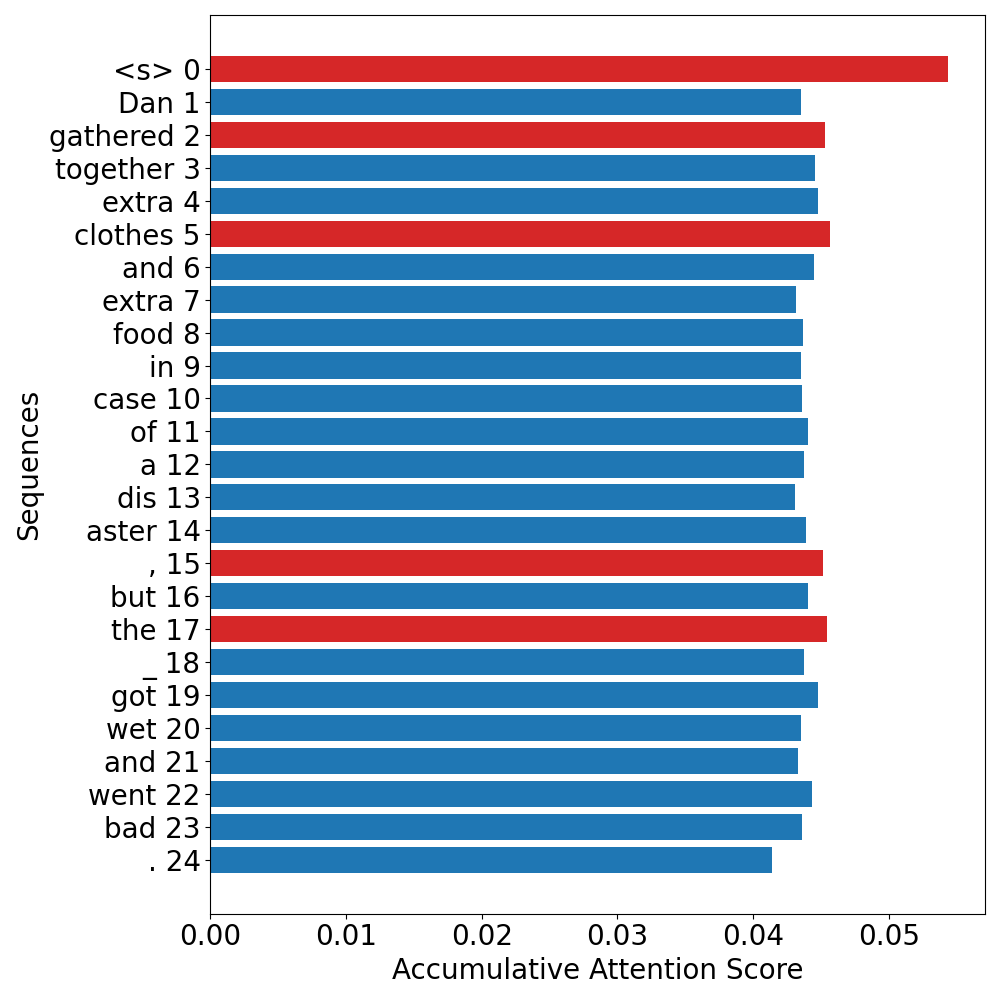 <s> 0
Dan 1
gathered 2
together 3
extra 4
clothes 5
and 6
extra 7
food 8
in 9
case 10
of 11
a 12
dis 13
aster 14
, 15
but 16
the 17
_ 18
got 19
wet 20
and 21
went 22
bad 23
. 24
Sequences
0.00 0.01 0.02 0.03 0.04 0.05
Accumulative Attention Score